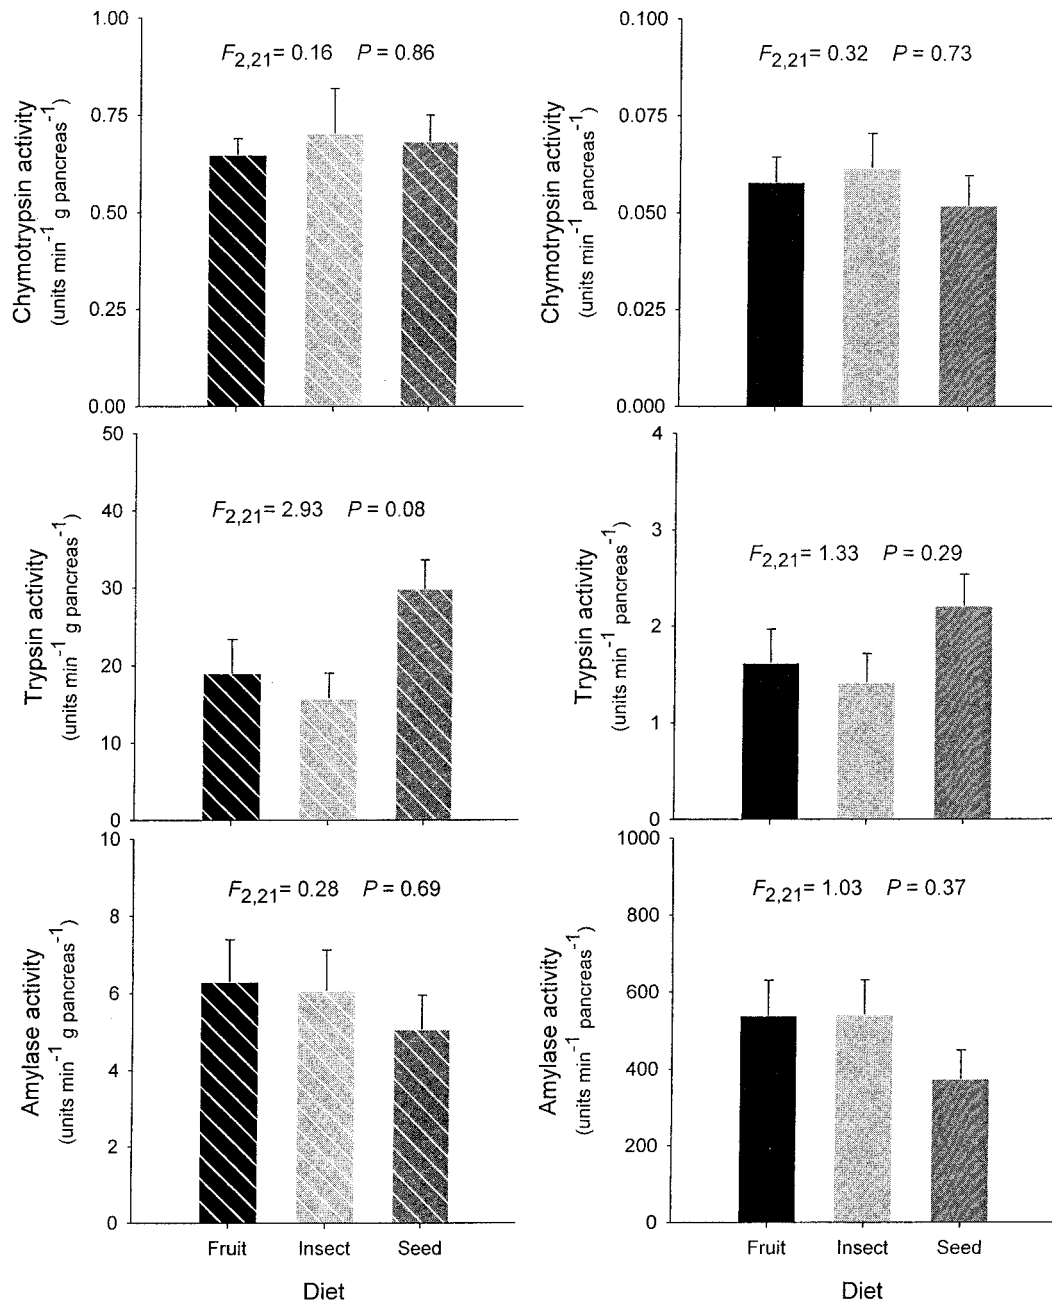 Chymotrypsin activity
(units min⁻¹ g pancreas⁻¹)
1.00
0.75
0.50
0.25
0.00
F2,21= 0.16 P = 0.86
Chymotrypsin activity
(units min⁻¹ pancreas⁻¹)
0.100
0.075
0.050
0.025
0.000
F2,21= 0.32 P = 0.73
Trypsin activity
(units min⁻¹ g pancreas⁻¹)
50
40
30
20
10
0
F2,21= 2.93 P = 0.08
Trypsin activity
(units min⁻¹ pancreas⁻¹)
4
3
2
1
0
F2,21= 1.33 P = 0.29
Amylase activity
(units min⁻¹ g pancreas⁻¹)
10
8
6
4
2
0
F2,21= 0.28 P = 0.69
Fruit Insect Seed
Diet
Amylase activity
(units min⁻¹ pancreas⁻¹)
1000
800
600
400
200
0
F2,21= 1.03 P = 0.37
Fruit Insect Seed
Diet